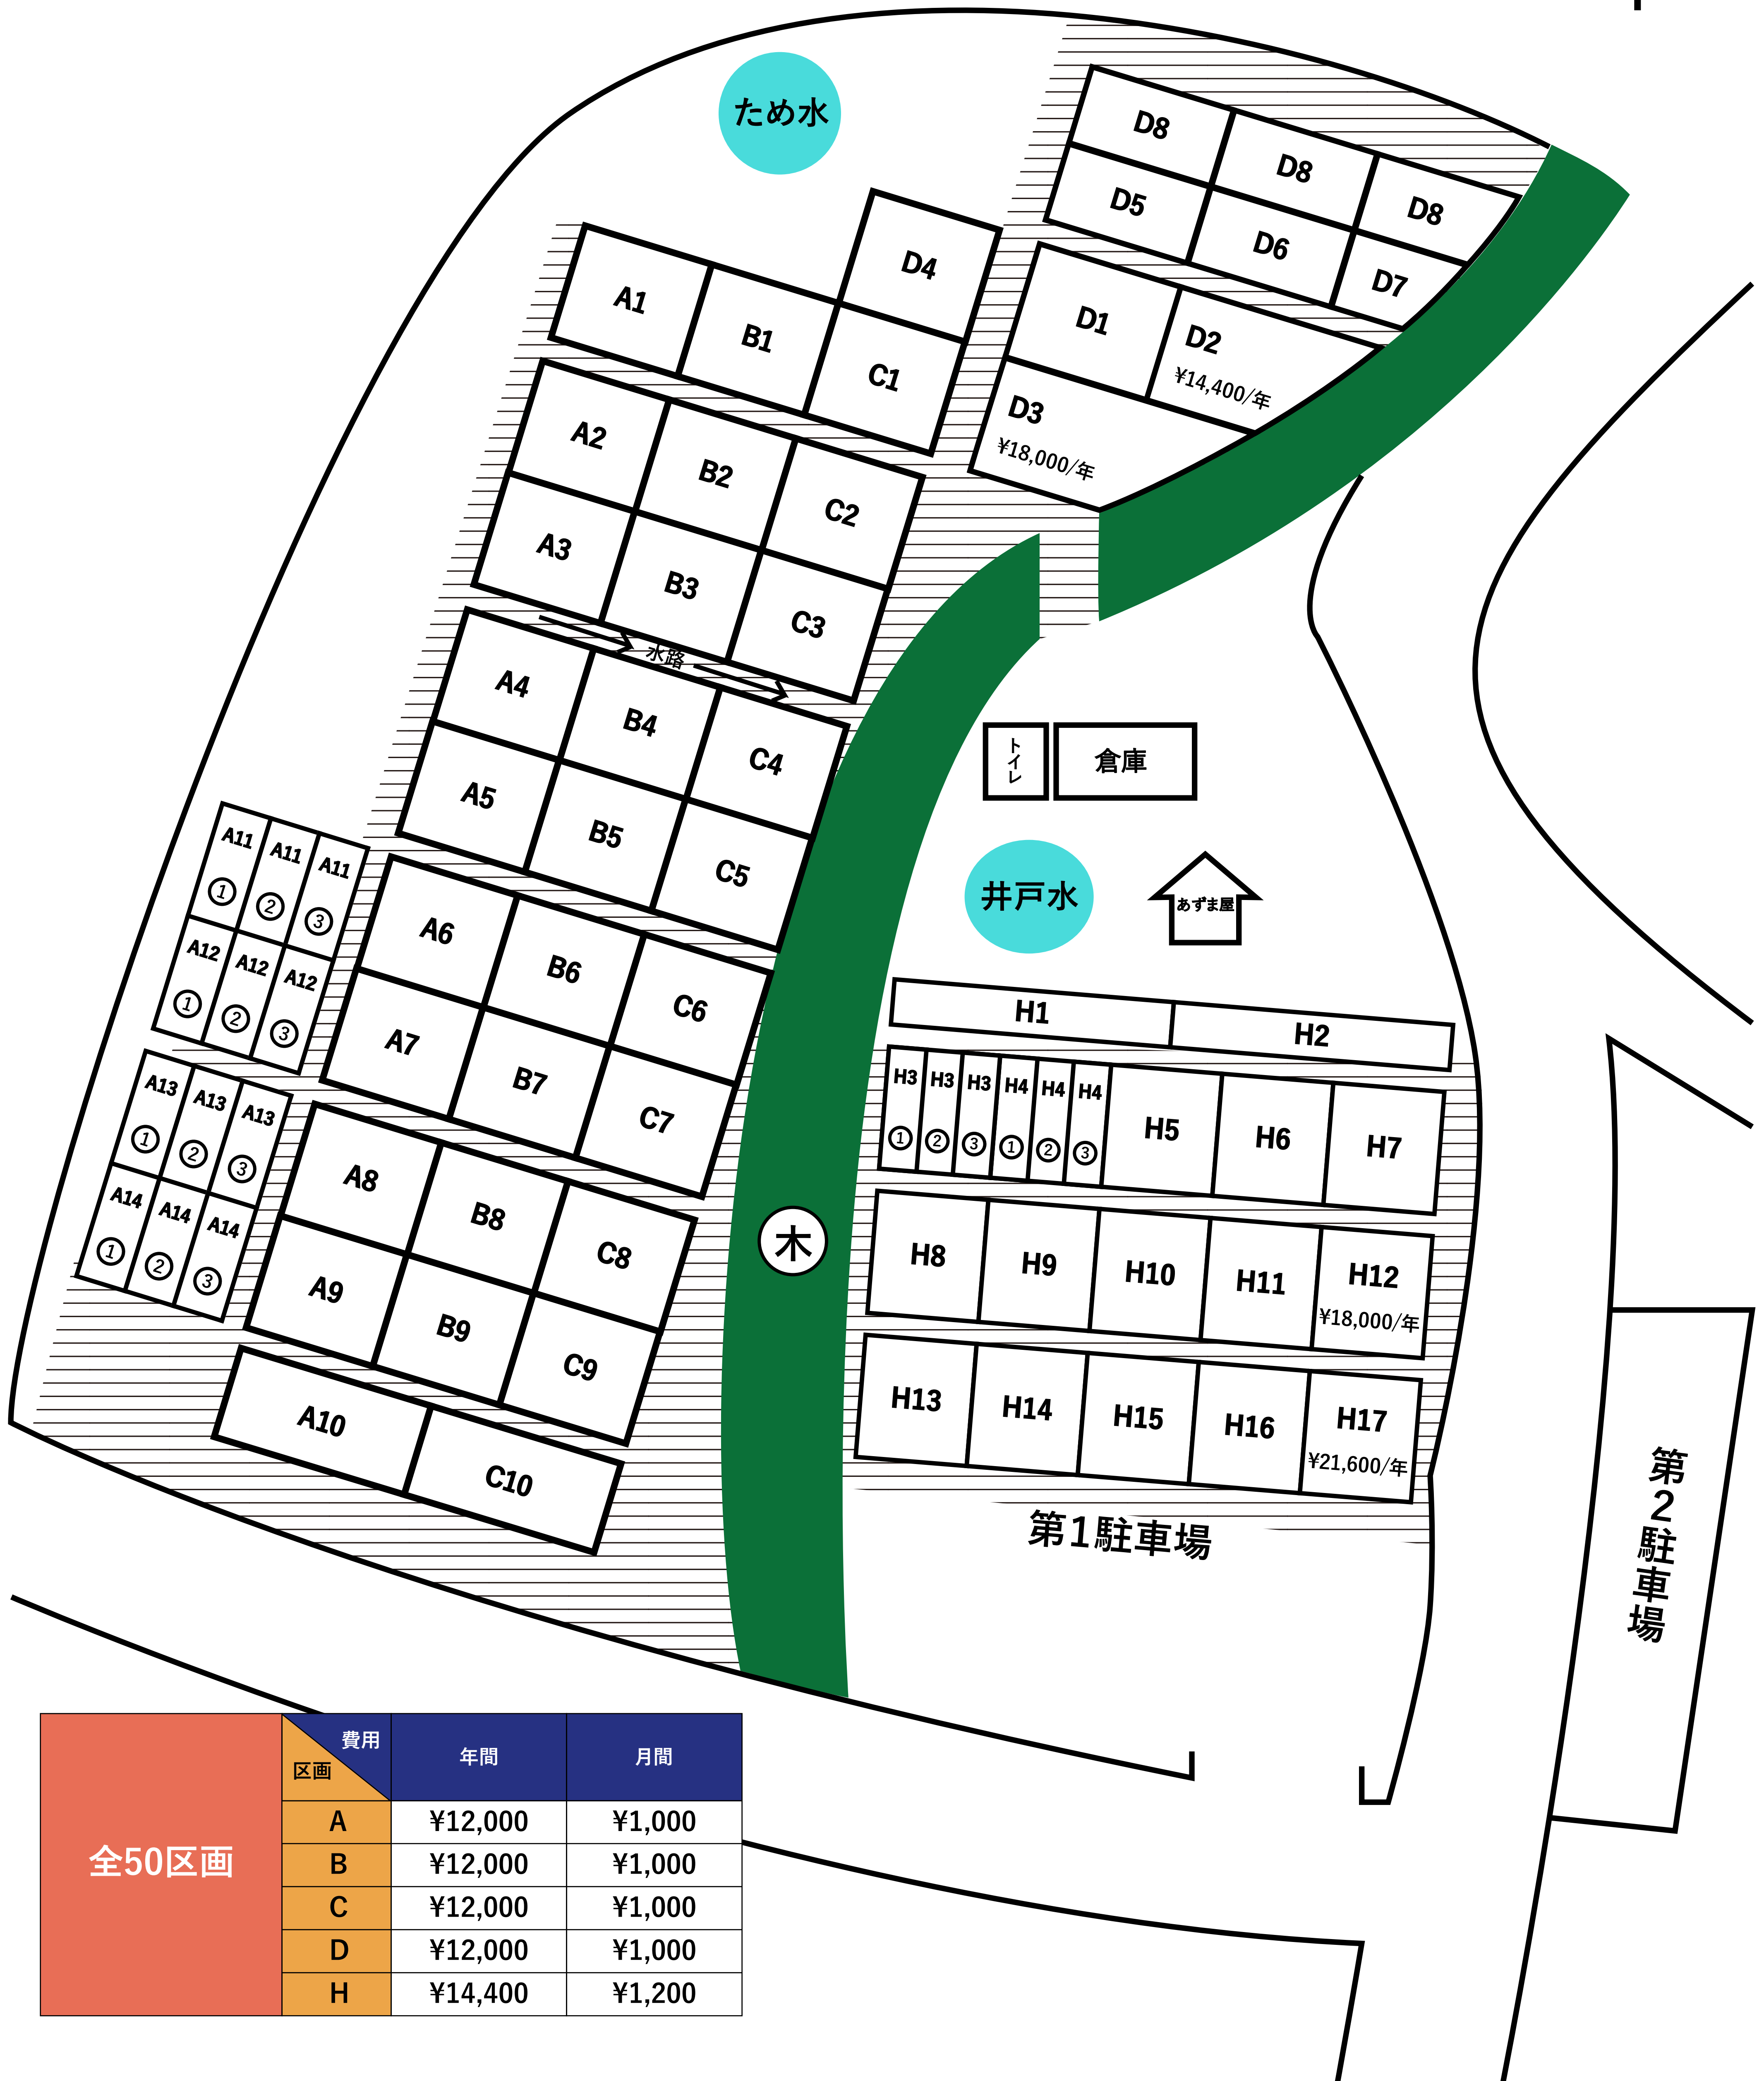 ため水
D8
D8
D8
D5
D6
D7
D4
D1
D2
¥14,400/年
D3
¥18,000/年
A1
B1
C1
A2
B2
C2
A3
B3
C3
水路
A4
B4
C4
A5
B5
C5
トイレ
倉庫
井戸水
あずま屋
A11
A11
A11
①
②
③
A12
A12
A12
①
②
③
A6
B6
C6
A7
B7
C7
A13
A13
A13
①
②
③
A14
A14
A14
①
②
③
A8
B8
C8
A9
B9
C9
A10
C10
木
H1
H2
H3
H3
H3
H4
H4
H4
①
②
③
①
②
③
H5
H6
H7
H8
H9
H10
H11
H12
¥18,000/年
H13
H14
H15
H16
H17
¥21,600/年
第1駐車場
第2駐車場
全50区画
費用
区画
年間
月間
A
¥12,000
¥1,000
B
¥12,000
¥1,000
C
¥12,000
¥1,000
D
¥12,000
¥1,000
H
¥14,400
¥1,200